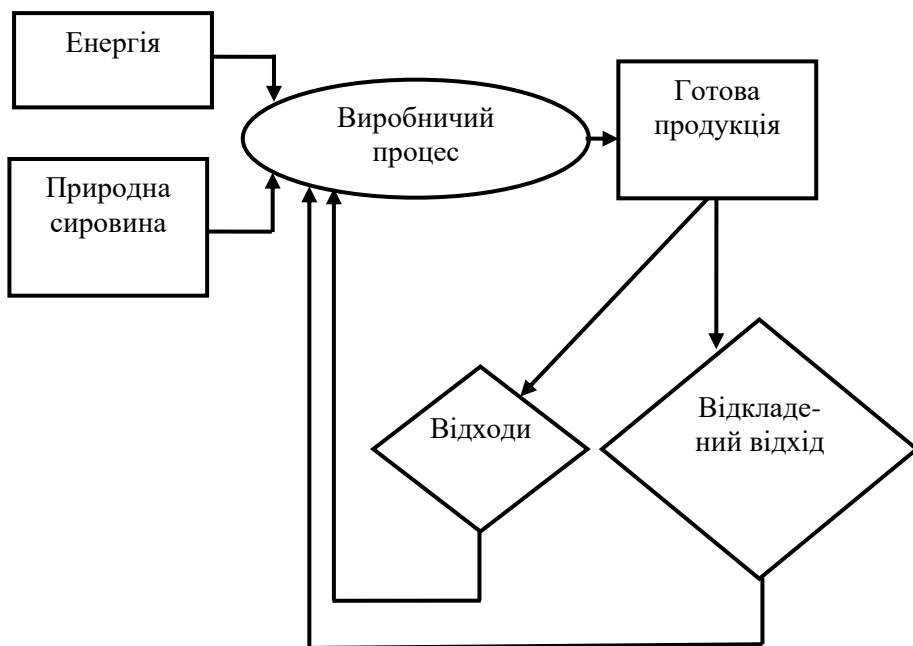 Енергія
Виробничий
процес
Готова
продукція
Природна
сировина
Відходи
Відкладе-
ний відхід